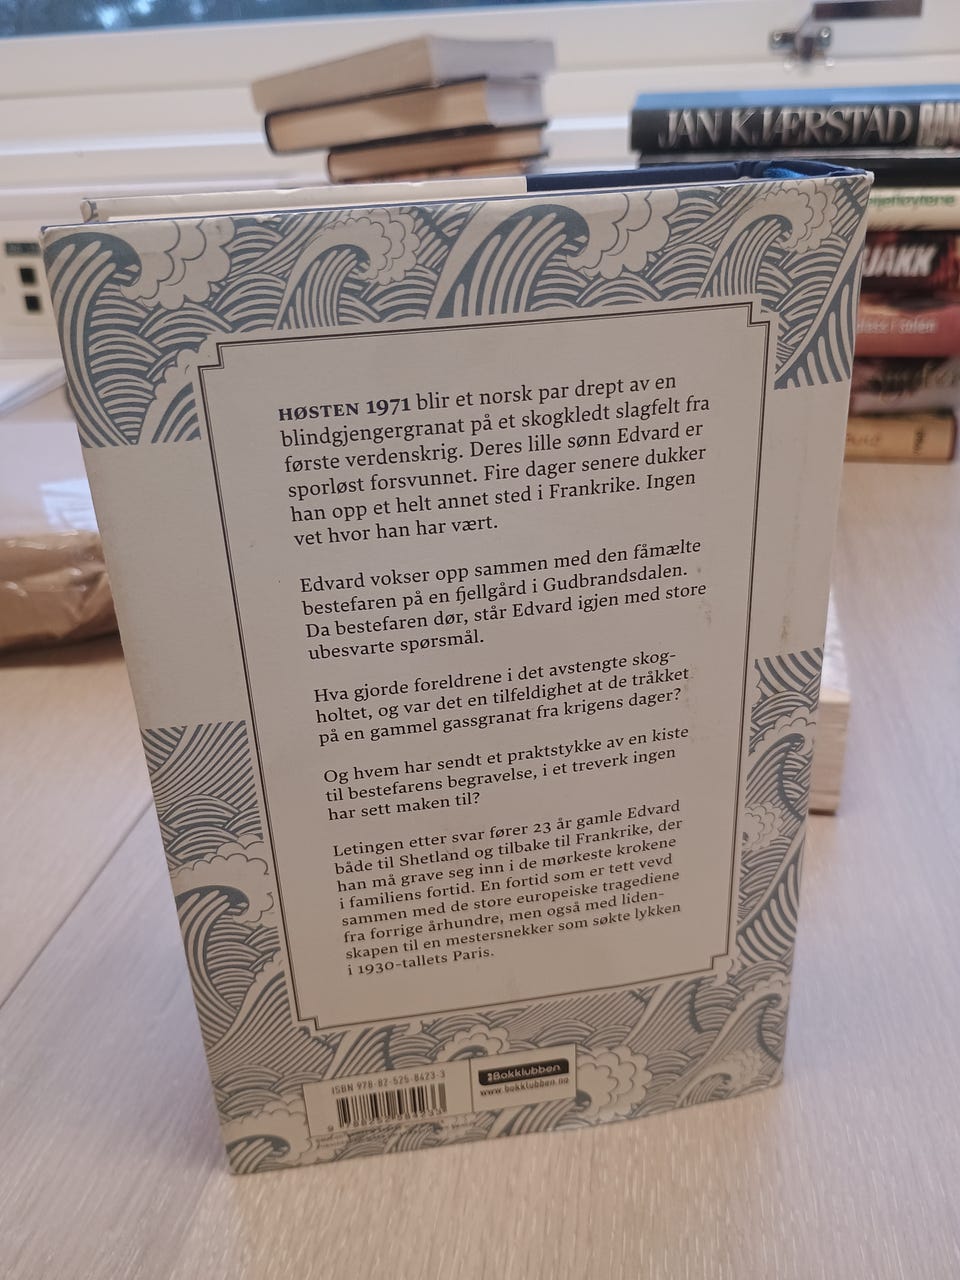 JAN KJÆRSTAD
JAKK
HØSTEN 1971 blir et norsk par drept av en
blindgjengergranat på et skogkledt slagfelt fra
første verdenskrig. Deres lille sønn Edvard er
sporløst forsvunnet. Fire dager senere dukker
han opp et helt annet sted i Frankrike. Ingen
vet hvor han har vært.
Edvard vokser opp sammen med den fåmælte
bestefaren på en fjellgård i Gudbrandsdalen.
Da bestefaren dør, står Edvard igjen med store
ubesvarte spørsmål.
Hva gjorde foreldrene i det avstengte skog-
holtet, og var det en tilfeldighet at de tråkket
på en gammel gassgranat fra krigens dager?
Og hvem har sendt et praktstykke av en kiste
til bestefarens begravelse, i et treverk ingen
har sett maken til?
Letingen etter svar fører 23 år gamle Edvard
både til Shetland og tilbake til Frankrike, der
han må grave seg inn i de mørkeste krokene
i familiens fortid. En fortid som er tett vevd
sammen med de store europeiske tragediene
fra forrige århundre, men også med liden-
skapen til en mestersnekker som søkte lykken
i 1930-tallets Paris.
ISBN 978-82-525-8423-3
Bokklubben
www.bokklubben.no